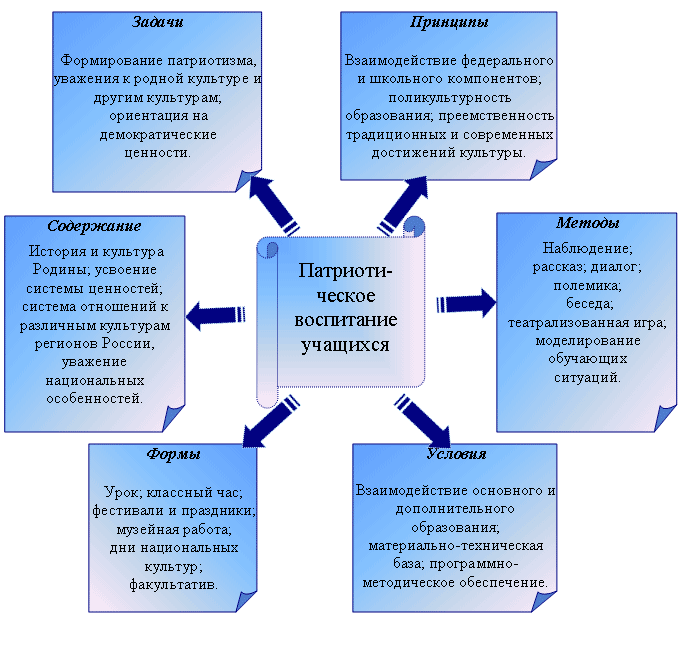 Задачи
Формирование патриотизма,
уважения к родной культуре и
другим культурам;
ориентация на
демократические
ценности.
Принципы
Взаимодействие федерального
и школьного компонентов;
поликультурность
образования; преемственность
традиционных и современных
достижений культуры.
Содержание
История и культура
Родины; усвоение
системы ценностей;
система отношений к
различным культурам
регионов России,
уважение
национальных
особенностей.
Патриоти-
ческое
воспитание
учащихся
Методы
Наблюдение;
рассказ; диалог;
полемика;
беседа;
театрализованная игра;
моделирование
обучающих
ситуаций.
Формы
Урок; классный час;
фестивали и праздники;
музейная работа;
дни национальных
культур;
факультатив.
Условия
Взаимодействие основного и
дополнительного
образования;
материально-техническая
база; программно-
методическое обеспечение.